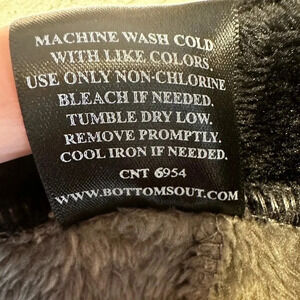 MACHINE WASH COLD
WITH LIKE COLORS
USE ONLY NON-CHLORINE
BLEACH IF NEEDED.
TUMBLE DRY LOW.
REMOVE PROMPTLY.
COOL IRON IF NEEDED.
CNT 6954
WWW.BOTTOMSOUT.COM